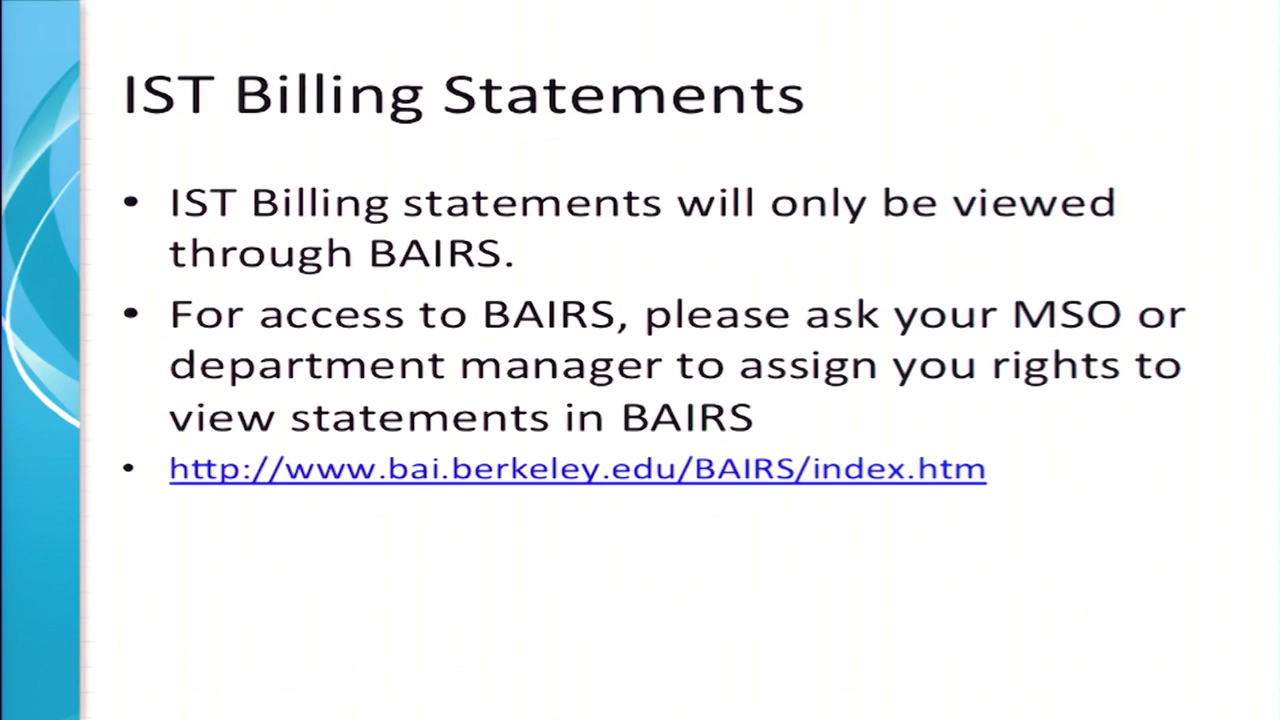 IST Billing Statements
• IST Billing statements will only be viewed
through BAIRS.
• For access to BAIRS, please ask your MSO or
department manager to assign you rights to
view statements in BAIRS
• http://www.bai.berkeley.edu/BAIRS/index.htm